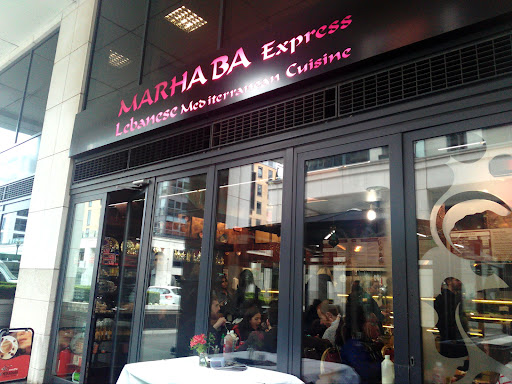 MARHABA Express
Lebanese Mediterranean Cuisine